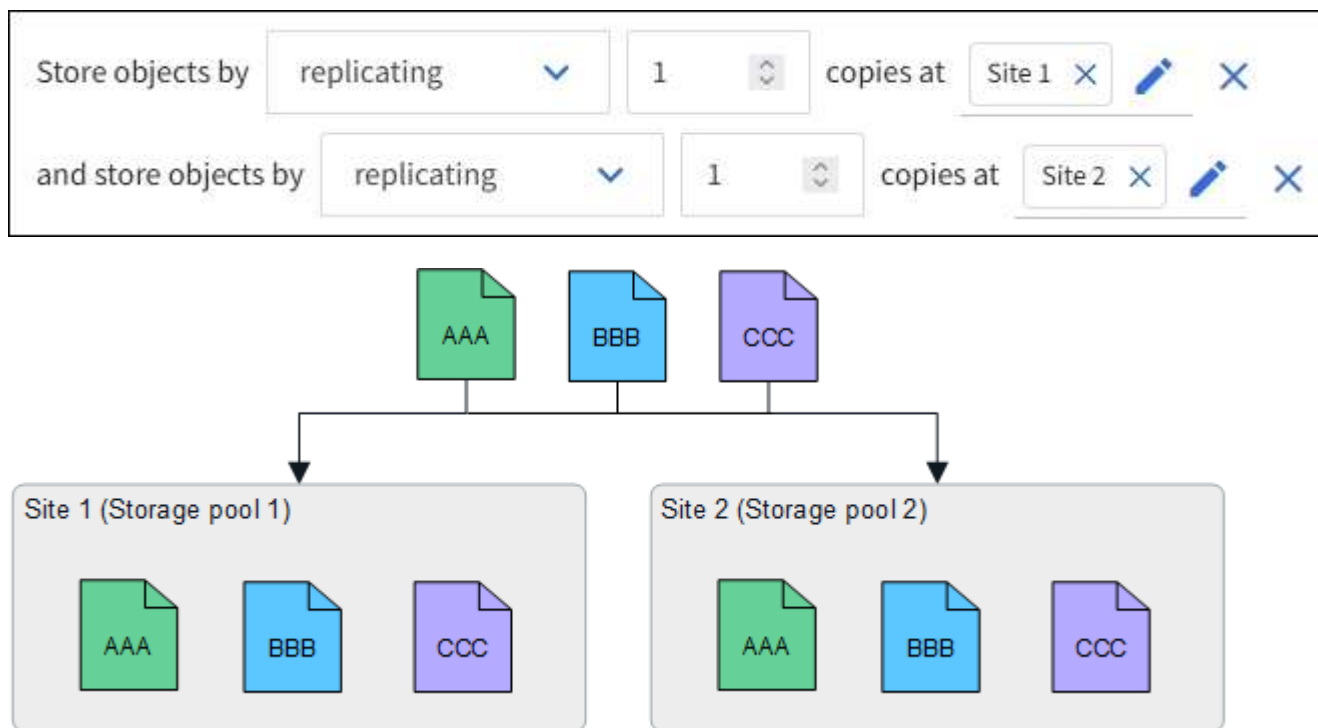 Store objects by replicating 1 copies at Site 1
and store objects by replicating 1 copies at Site 2
AAA BBB CCC
Site 1 (Storage pool 1) Site 2 (Storage pool 2)
AAA BBB CCC AAA BBB CCC